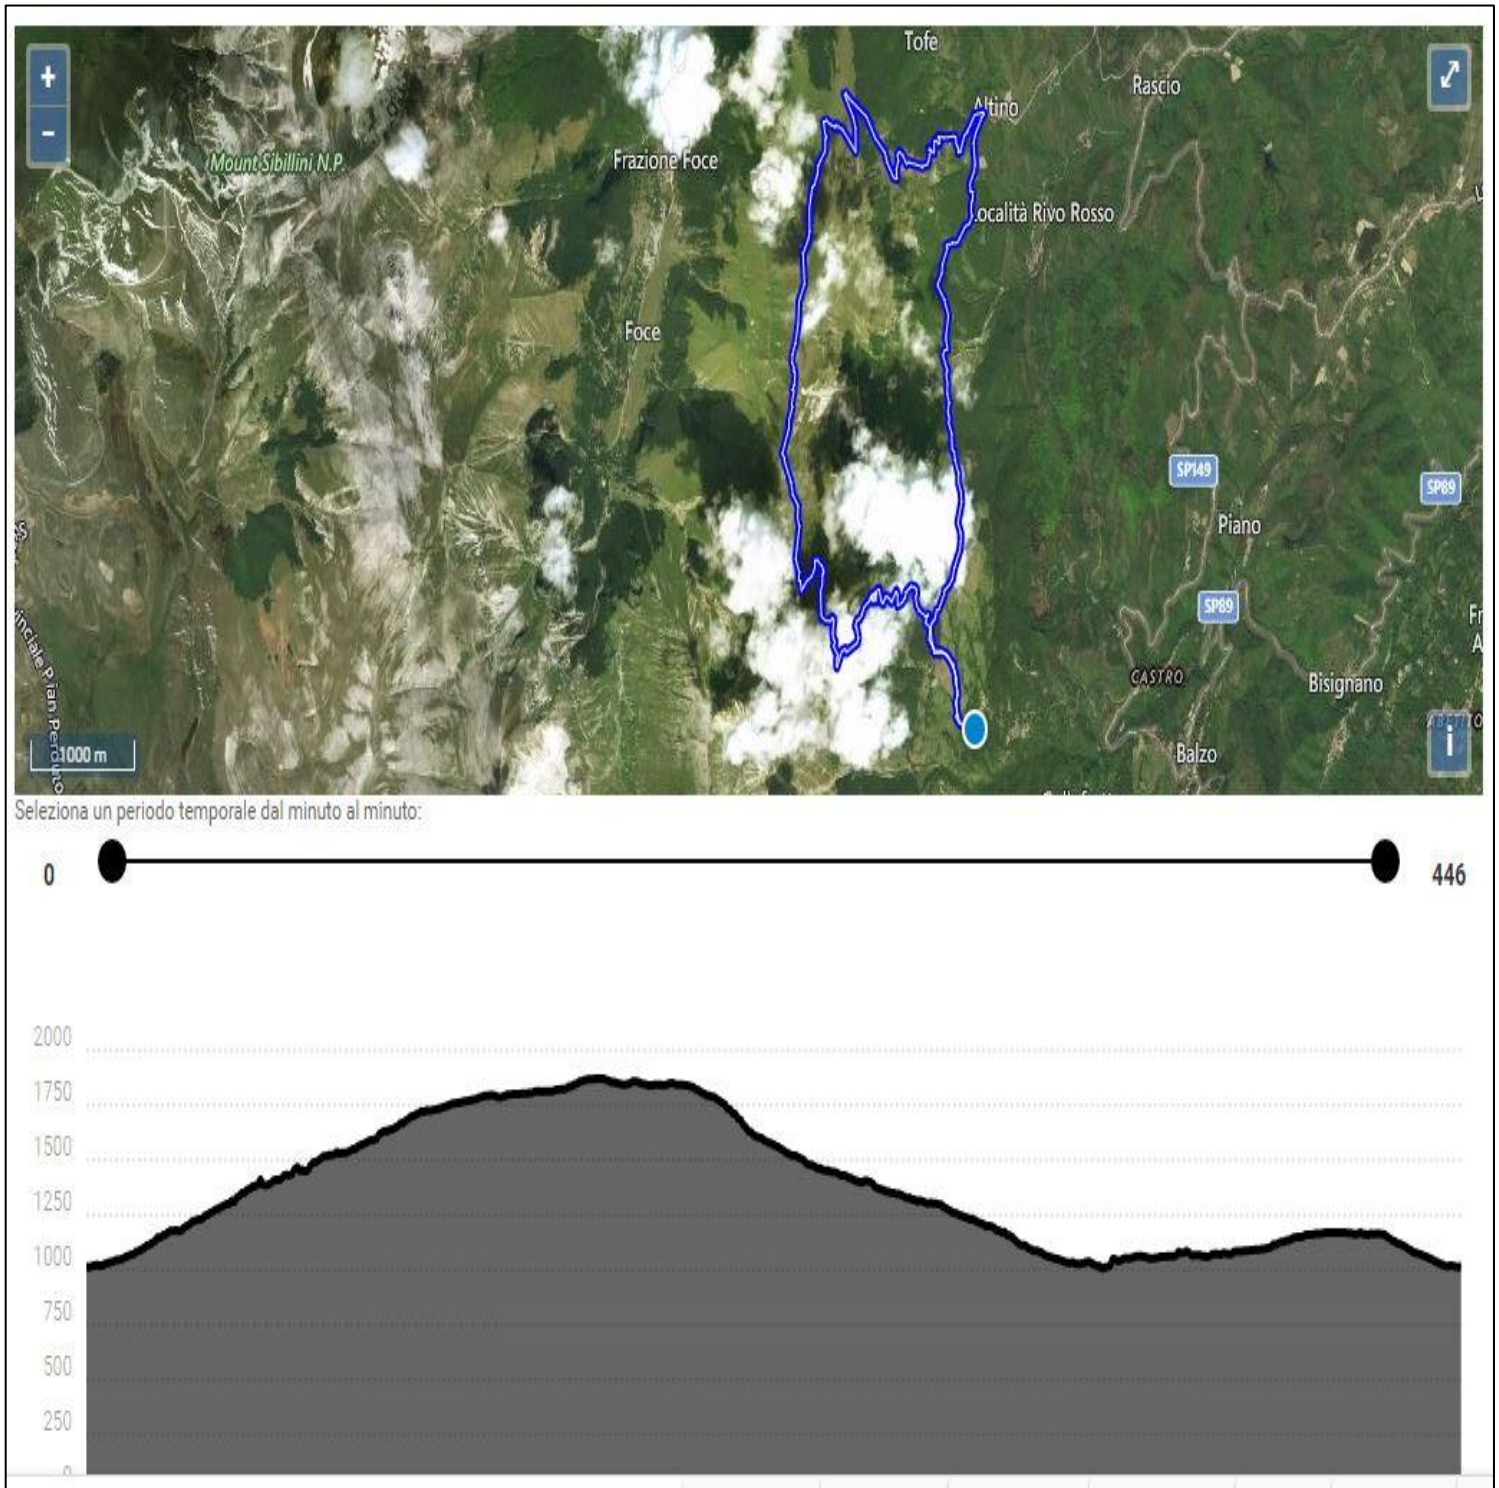 Tofe
+
Rascio
Altino
-
Mount Sibillini N.P.
Frazione Foce
Località Rivo Rosso
Foce
SP149
SP89
Piano
SP89
CASTRO
Bisignano
i
1000 m
Balzo
Seleziona un periodo temporale dal minuto al minuto:
0
446
2000
1750
1500
1250
1000
750
500
250
0